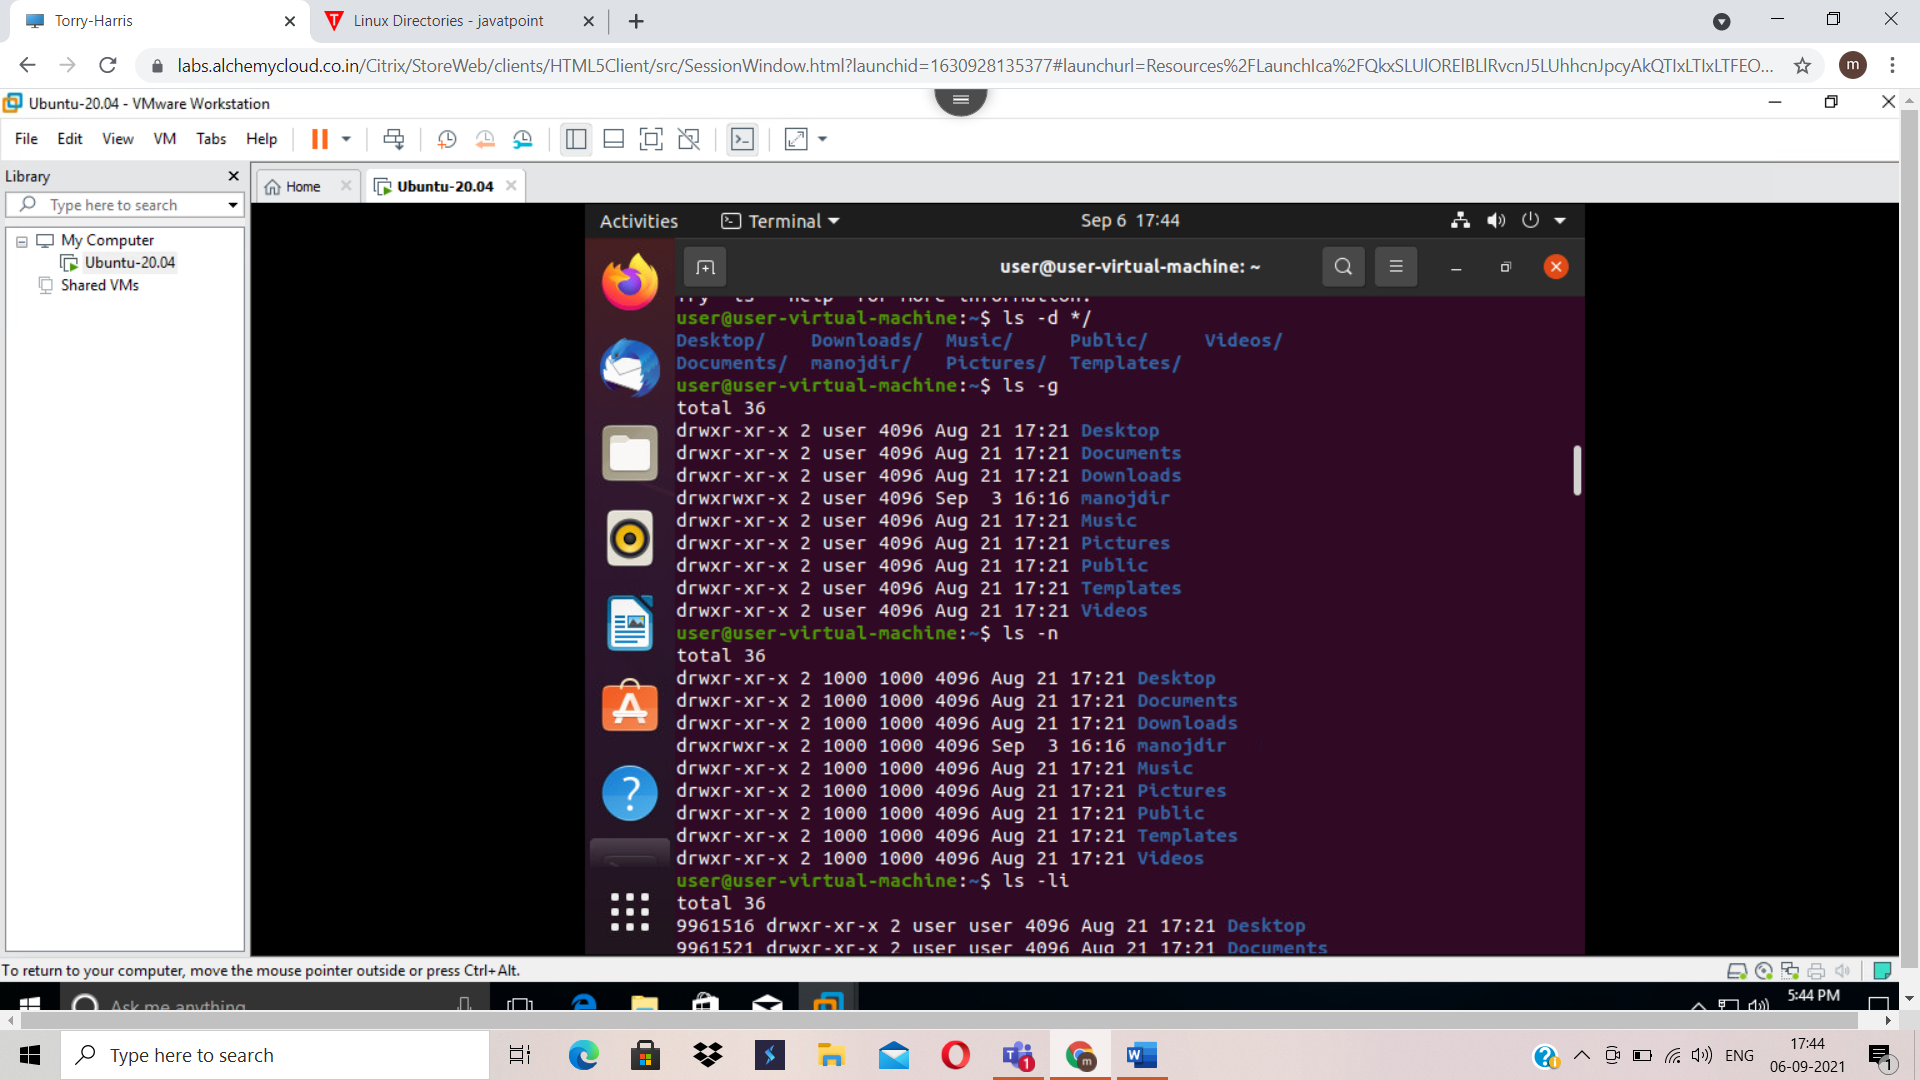 Torry-Harris
Linux Directories - javatpoint
labs.alchemycloud.co.in/Citrix/StoreWeb/clients/HTML5Client/src/SessionWindow.html?launchid=1630928135377#launchurl=Resources%2FLaunchIca%2FQkxSLUlORElBLlRvcnJ5LUhhcnJpcyAkQTIxLTIxLTFEO...
m
Ubuntu-20.04 - VMware Workstation
File Edit View VM Tabs Help
Library
Home
Ubuntu-20.04
Type here to search
My Computer
Ubuntu-20.04
Shared VMs
Activities
Terminal
Sep 6 17:44
user@user-virtual-machine: ~
user@user-virtual-machine:~$ ls -d */
Desktop/ Downloads/ Music/ Public/ Videos/
Documents/ manojdir/ Pictures/ Templates/
user@user-virtual-machine:~$ ls -g
total 36
drwxr-xr-x 2 user 4096 Aug 21 17:21 Desktop
drwxr-xr-x 2 user 4096 Aug 21 17:21 Documents
drwxr-xr-x 2 user 4096 Aug 21 17:21 Downloads
drwxrwxr-x 2 user 4096 Sep  3 16:16 manojdir
drwxr-xr-x 2 user 4096 Aug 21 17:21 Music
drwxr-xr-x 2 user 4096 Aug 21 17:21 Pictures
drwxr-xr-x 2 user 4096 Aug 21 17:21 Public
drwxr-xr-x 2 user 4096 Aug 21 17:21 Templates
drwxr-xr-x 2 user 4096 Aug 21 17:21 Videos
user@user-virtual-machine:~$ ls -n
total 36
drwxr-xr-x 2 1000 1000 4096 Aug 21 17:21 Desktop
drwxr-xr-x 2 1000 1000 4096 Aug 21 17:21 Documents
drwxr-xr-x 2 1000 1000 4096 Aug 21 17:21 Downloads
drwxrwxr-x 2 1000 1000 4096 Sep  3 16:16 manojdir
drwxr-xr-x 2 1000 1000 4096 Aug 21 17:21 Music
drwxr-xr-x 2 1000 1000 4096 Aug 21 17:21 Pictures
drwxr-xr-x 2 1000 1000 4096 Aug 21 17:21 Public
drwxr-xr-x 2 1000 1000 4096 Aug 21 17:21 Templates
drwxr-xr-x 2 1000 1000 4096 Aug 21 17:21 Videos
user@user-virtual-machine:~$ ls -li
total 36
9961516 drwxr-xr-x 2 user user 4096 Aug 21 17:21 Desktop
9961521 drwxr-xr-x 2 user user 4096 Aug 21 17:21 Documents
To return to your computer, move the mouse pointer outside or press Ctrl+Alt.
Ask me anything
5:44 PM
Type here to search
1
m
ENG
17:44
06-09-2021
1